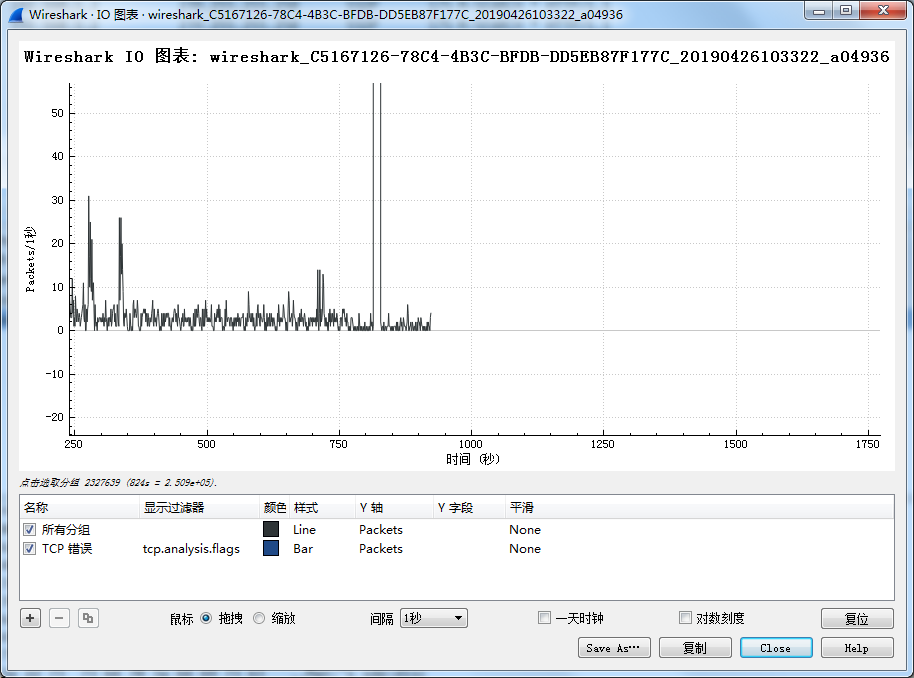 Wireshark · IO 图表 · wireshark_C5167126-78C4-4B3C-BFDB-DD5EB87F177C_20190426103322_a04936
Wireshark IO 图表: wireshark_C5167126-78C4-4B3C-BFDB-DD5EB87F177C_20190426103322_a04936
50
40
30
20
10
0
-10
-20
Packets/1秒
250 500 750 1000 1250 1500 1750
时间 (秒)
点击选取分组 2327639 (824s = 2.509e+05).
名称 显示过滤器 颜色 样式 Y 轴 Y 字段 平滑
所有分组 Line Packets None
TCP 错误 tcp.analysis.flags Bar Packets None
鼠标 拖拽 缩放 间隔 1秒 一天时钟 对数刻度 复位
Save As… 复制 Close Help